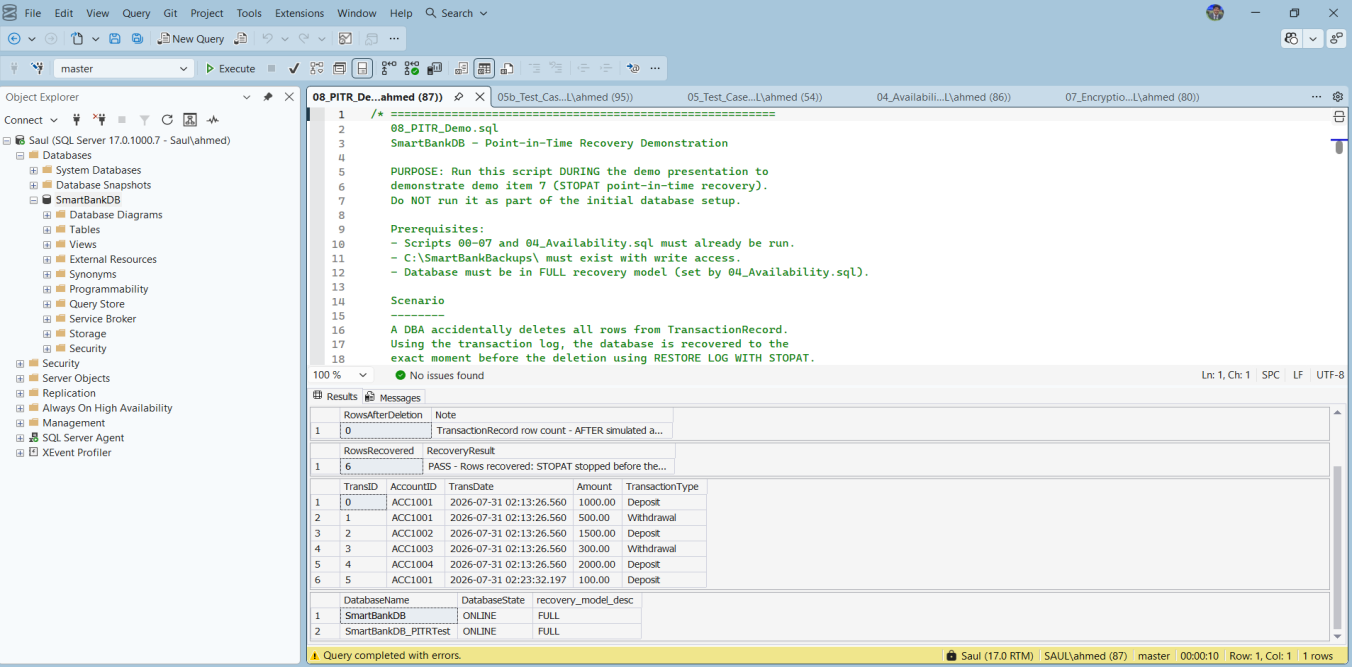 File Edit View Query Git Project Tools Extensions Window Help Search
New Query
master Execute
Object Explorer
Connect
Saul (SQL Server 17.0.1000.7 - Saul\ahmed)
Databases
System Databases
Database Snapshots
SmartBankDB
Database Diagrams
Tables
Views
External Resources
Synonyms
Programmability
Query Store
Service Broker
Storage
Security
Security
Server Objects
Replication
Always On High Availability
Management
SQL Server Agent
XEvent Profiler
08_PITR_De...ahmed (87)) 05b_Test_Cas...L\ahmed (95)) 05_Test_Case...L\ahmed (54)) 04_Availabili...L\ahmed (86)) 07_Encryptio...L\ahmed (80))
1 /* =========================================================
2 08_PITR_Demo.sql
3 SmartBankDB - Point-in-Time Recovery Demonstration
4
5 PURPOSE: Run this script DURING the demo presentation to
6 demonstrate demo item 7 (STOPAT point-in-time recovery).
7 Do NOT run it as part of the initial database setup.
8
9 Prerequisites:
10 - Scripts 00-07 and 04_Availability.sql must already be run.
11 - C:\SmartBankBackups\ must exist with write access.
12 - Database must be in FULL recovery model (set by 04_Availability.sql).
13
14 Scenario
15 --------
16 A DBA accidentally deletes all rows from TransactionRecord.
17 Using the transaction log, the database is recovered to the
18 exact moment before the deletion using RESTORE LOG WITH STOPAT.
100 % No issues found Ln: 1, Ch: 1 SPC LF UTF-8
Results Messages
RowsAfterDeletion Note
1 0 TransactionRecord row count - AFTER simulated a...
RowsRecovered RecoveryResult
1 6 PASS - Rows recovered: STOPAT stopped before the...
TransID AccountID TransDate Amount TransactionType
1 0 ACC1001 2026-07-31 02:13:26.560 1000.00 Deposit
2 1 ACC1001 2026-07-31 02:13:26.560 500.00 Withdrawal
3 2 ACC1002 2026-07-31 02:13:26.560 1500.00 Deposit
4 3 ACC1003 2026-07-31 02:13:26.560 300.00 Withdrawal
5 4 ACC1004 2026-07-31 02:13:26.560 2000.00 Deposit
6 5 ACC1001 2026-07-31 02:23:32.197 100.00 Deposit
DatabaseName DatabaseState recovery_model_desc
1 SmartBankDB ONLINE FULL
2 SmartBankDB_PITRTest ONLINE FULL
Query completed with errors. Saul (17.0 RTM) SAUL\ahmed (87) master 00:00:10 Row: 1, Col: 1 1 rows